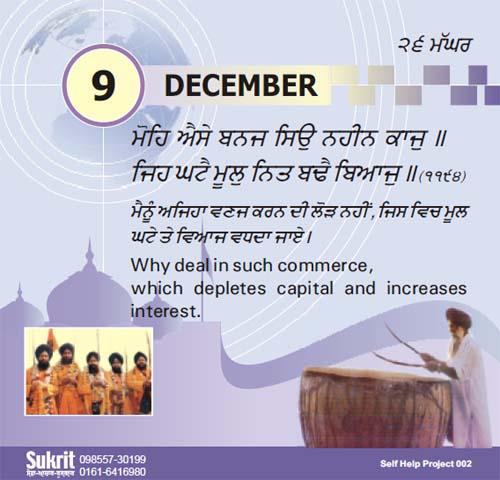 ੨੬ ਮੱਘਰ
9 DECEMBER
ਮੋਹਿ ਐਸੇ ਬਨਜ ਸਿਉ ਨਹੀਨ ਕਾਜੁ ॥
ਜਿਹ ਘਟੈ ਮੂਲੁ ਨਿਤ ਬਢੈ ਬਿਆਜੁ ॥ (੧੧੯੪)
ਮੈਨੂੰ ਅਜਿਹਾ ਵਣਜ ਕਰਨ ਦੀ ਲੋੜ ਨਹੀਂ, ਜਿਸ ਵਿਚ ਮੂਲ
ਘਟੇ ਤੇ ਵਿਆਜ ਵਧਦਾ ਜਾਏ।
Why deal in such commerce,
which depletes capital and increases
interest.
Sukrit 098557-30199
0161-6416980
Self Help Project 002